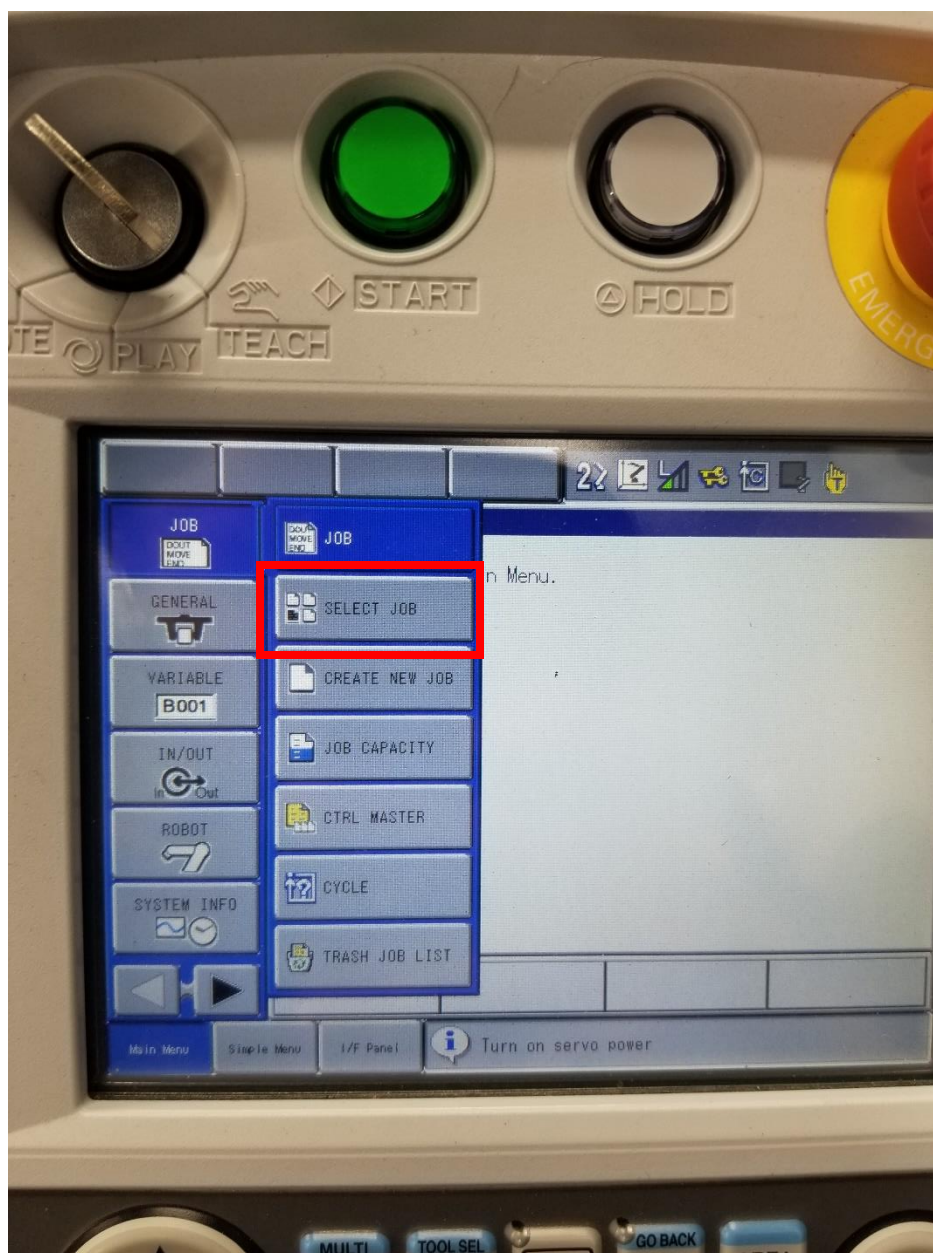 START
HOLD
EMERG
TE
PLAY
TEACH
JOB
DOUT
MOVE
END
JOB
n Menu.
GENERAL
SELECT JOB
VARIABLE
B001
CREATE NEW JOB
IN/OUT
In Out
JOB CAPACITY
ROBOT
CTRL MASTER
CYCLE
SYSTEM INFO
TRASH JOB LIST
Main Menu
Simple Menu
I/F Panel
Turn on servo power
MULTI
TOOL SEL
GO BACK